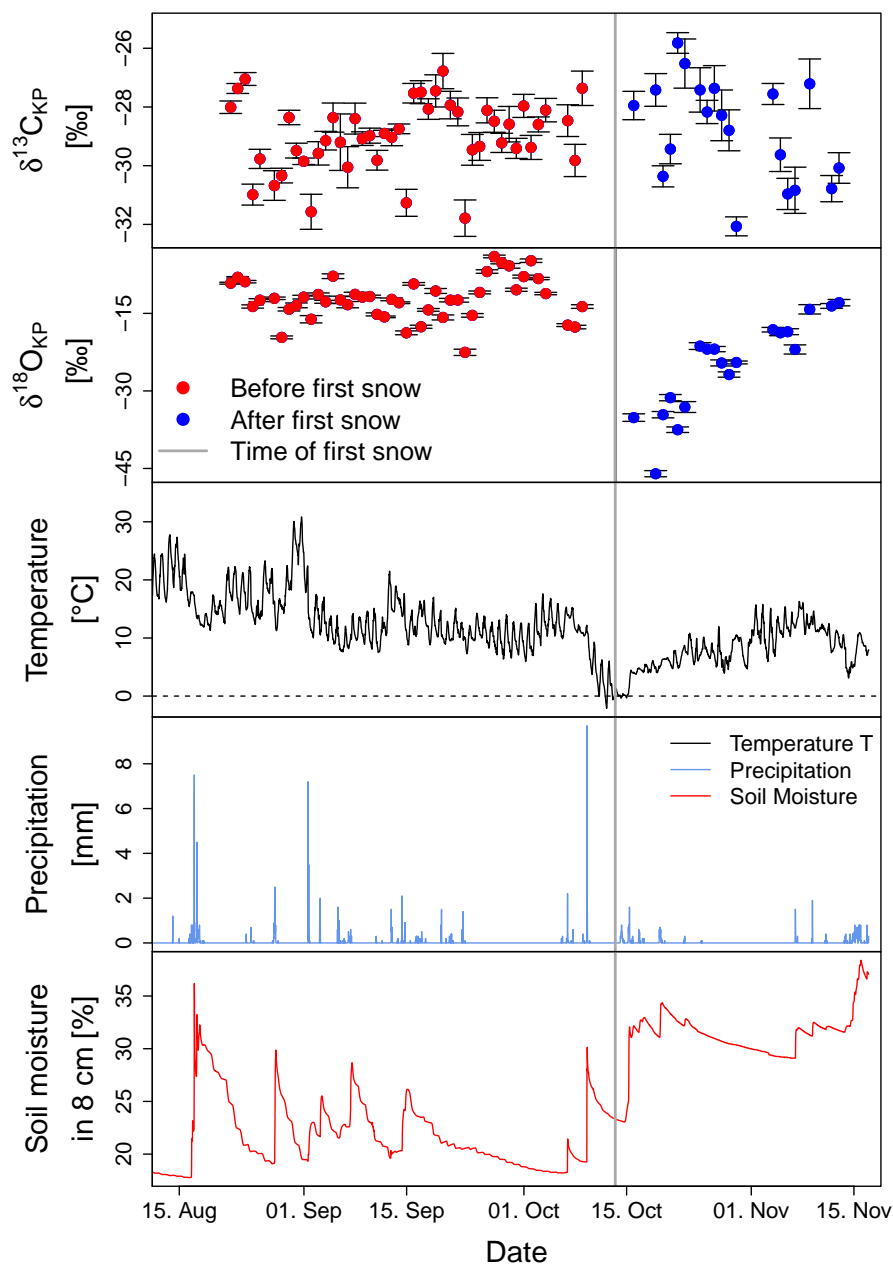 δ13CKP
[‰]
−26
−28
−30
−32
δ18OKP
[‰]
−15
−30
−45
Before first snow
After first snow
Time of first snow
Temperature
[°C]
30
20
10
0
Precipitation
[mm]
8
6
4
2
0
Temperature T
Precipitation
Soil Moisture
Soil moisture
in 8 cm [%]
35
30
25
20
15. Aug
01. Sep
15. Sep
01. Oct
15. Oct
01. Nov
15. Nov
Date